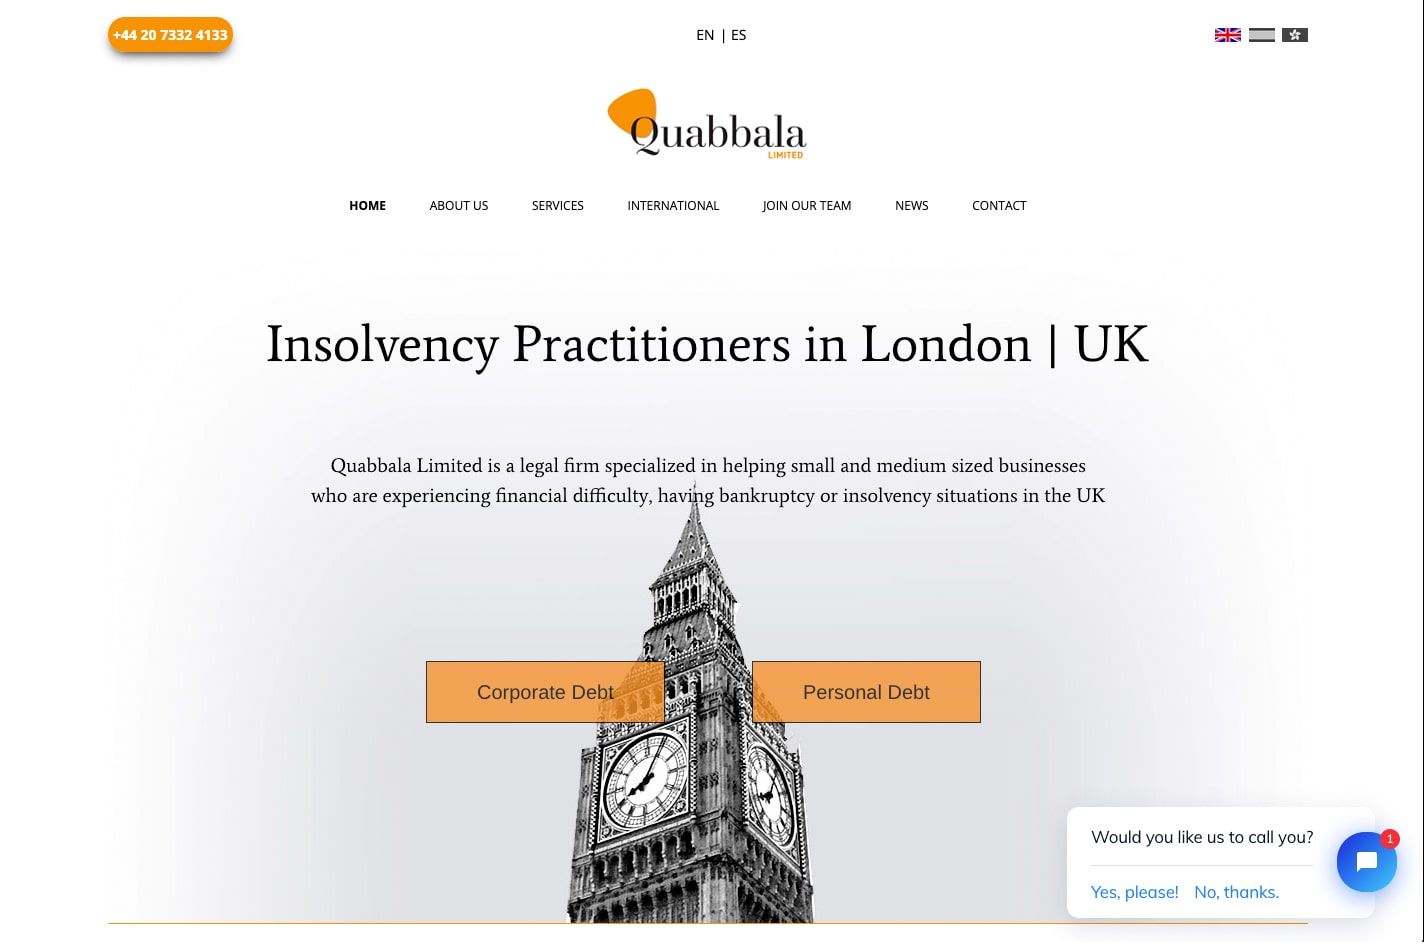 +44 20 7332 4133
EN | ES
Quabbala
LIMITED
HOME ABOUT US SERVICES INTERNATIONAL JOIN OUR TEAM NEWS CONTACT
Insolvency Practitioners in London | UK
Quabbala Limited is a legal firm specialized in helping small and medium sized businesses
who are experiencing financial difficulty, having bankruptcy or insolvency situations in the UK
Corporate Debt Personal Debt
Would you like us to call you?
1
Yes, please! No, thanks.